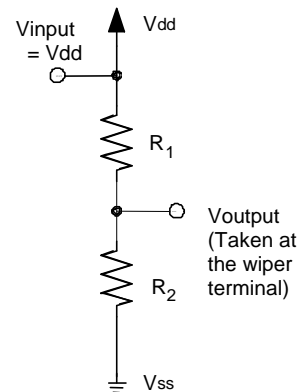 Vdd
Vinput
= Vdd
R1
Voutput
(Taken at
the wiper
terminal)
R2
Vss